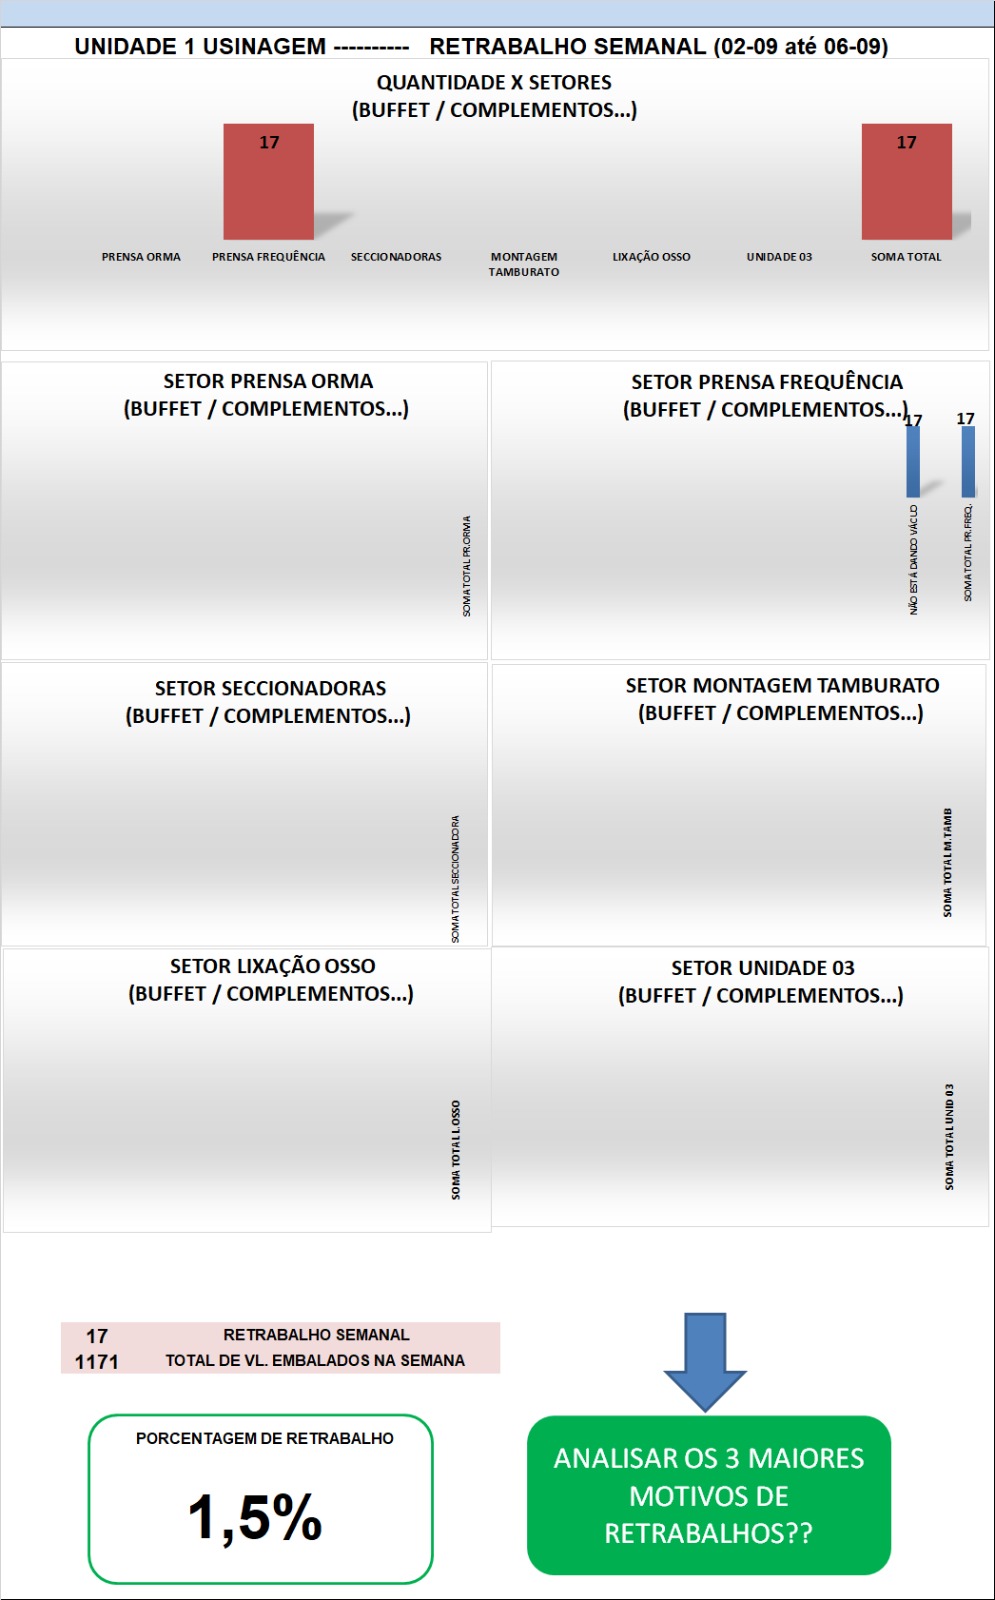 UNIDADE 1 USINAGEM ---------- RETRABALHO SEMANAL (02-09 até 06-09)
QUANTIDADE X SETORES
(BUFFET / COMPLEMENTOS...)
17
17
PRENSA ORMA
PRENSA FREQUÊNCIA
SECCIONADORAS
MONTAGEM
TAMBURATO
LIXAÇÃO OSSO
UNIDADE 03
SOMA TOTAL
SETOR PRENSA ORMA
(BUFFET / COMPLEMENTOS...)
SOMA TOTAL PR.ORMA
SETOR PRENSA FREQUÊNCIA
(BUFFET / COMPLEMENTOS...)
17
17
NÃO ESTÁ DANDO VÁCUO
SOMA TOTAL PR.FREQ.
SETOR SECCIONADORAS
(BUFFET / COMPLEMENTOS...)
SOMA TOTAL SECCIONADORA
SETOR MONTAGEM TAMBURATO
(BUFFET / COMPLEMENTOS...)
SOMA TOTAL M.TAMB
SETOR LIXAÇÃO OSSO
(BUFFET / COMPLEMENTOS...)
SOMA TOTAL L.OSSO
SETOR UNIDADE 03
(BUFFET / COMPLEMENTOS...)
SOMA TOTAL UNID 03
17 RETRABALHO SEMANAL
1171 TOTAL DE VL. EMBALADOS NA SEMANA
PORCENTAGEM DE RETRABALHO
1,5%
ANALISAR OS 3 MAIORES
MOTIVOS DE
RETRABALHOS??